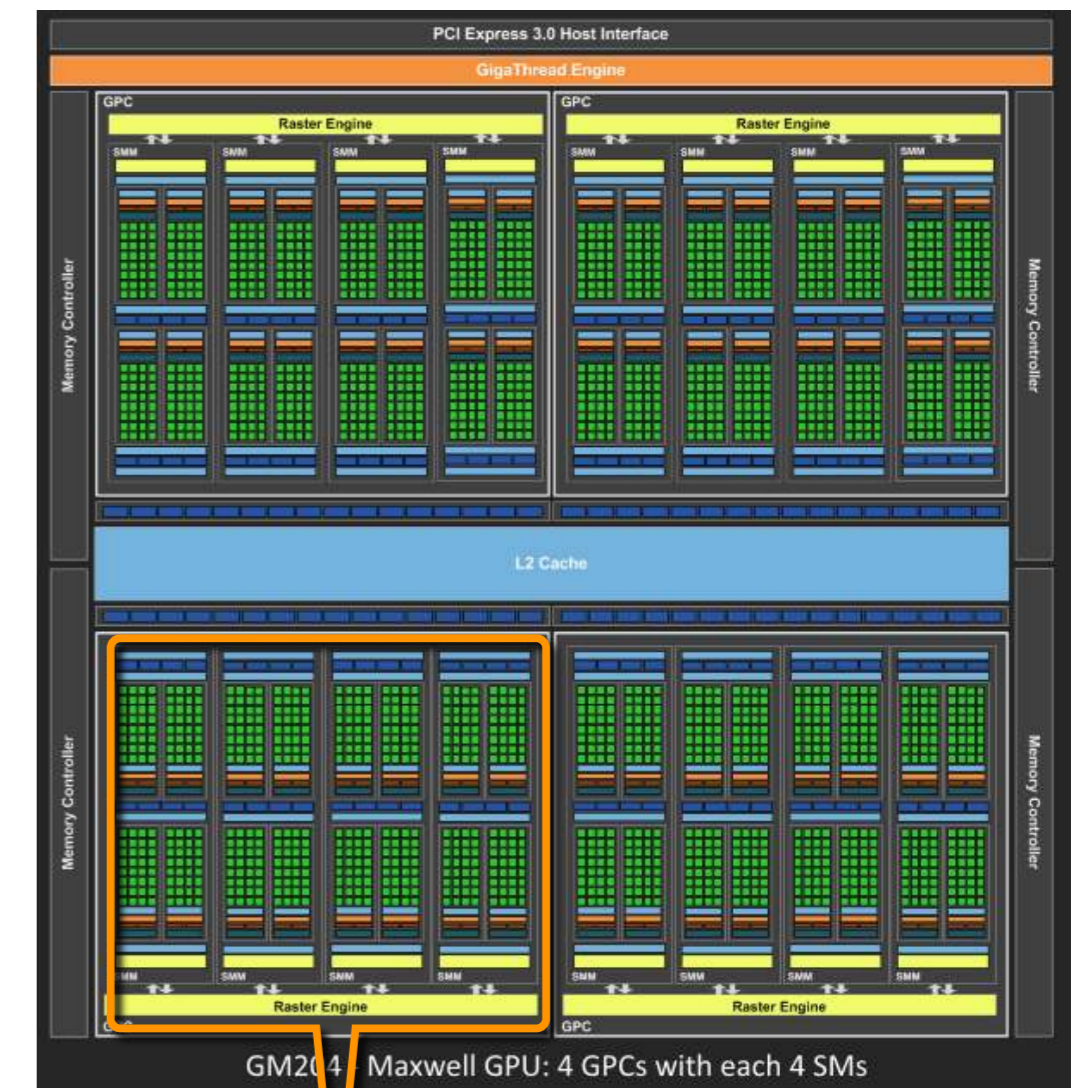 PCI Express 3.0 Host Interface
GigaThread Engine
GPC
GPC
Raster Engine
Raster Engine
SMM
SMM
SMM
SMM
SMM
SMM
SMM
SMM
Memory Controller
Memory Controller
L2 Cache
Memory Controller
Memory Controller
SMM
SMM
SMM
SMM
SMM
SMM
SMM
SMM
Raster Engine
Raster Engine
GPC
GM204 - Maxwell GPU: 4 GPCs with each 4 SMs